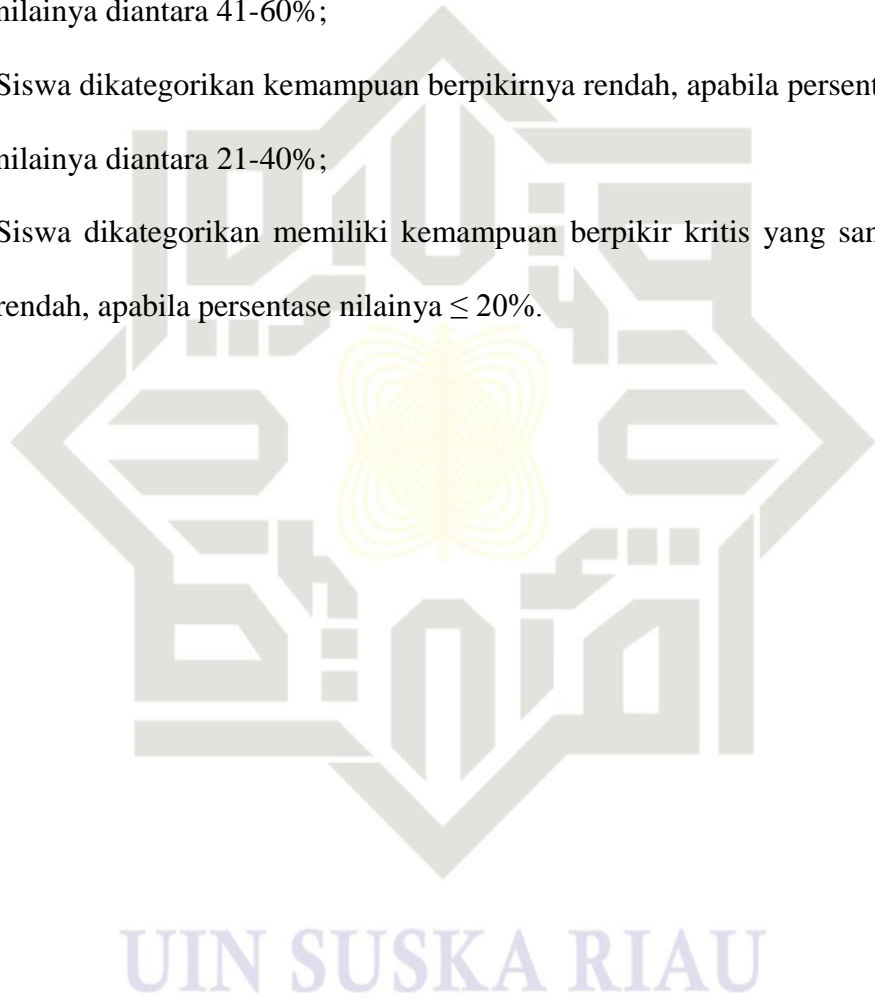 nilainya diantara 41-60%;
Siswa dikategorikan kemampuan berpikirnya rendah, apabila persent
nilainya diantara 21-40%;
Siswa dikategorikan memiliki kemampuan berpikir kritis yang san
rendah, apabila persentase nilainya ≤ 20%.
UIN SUSKA RIAU